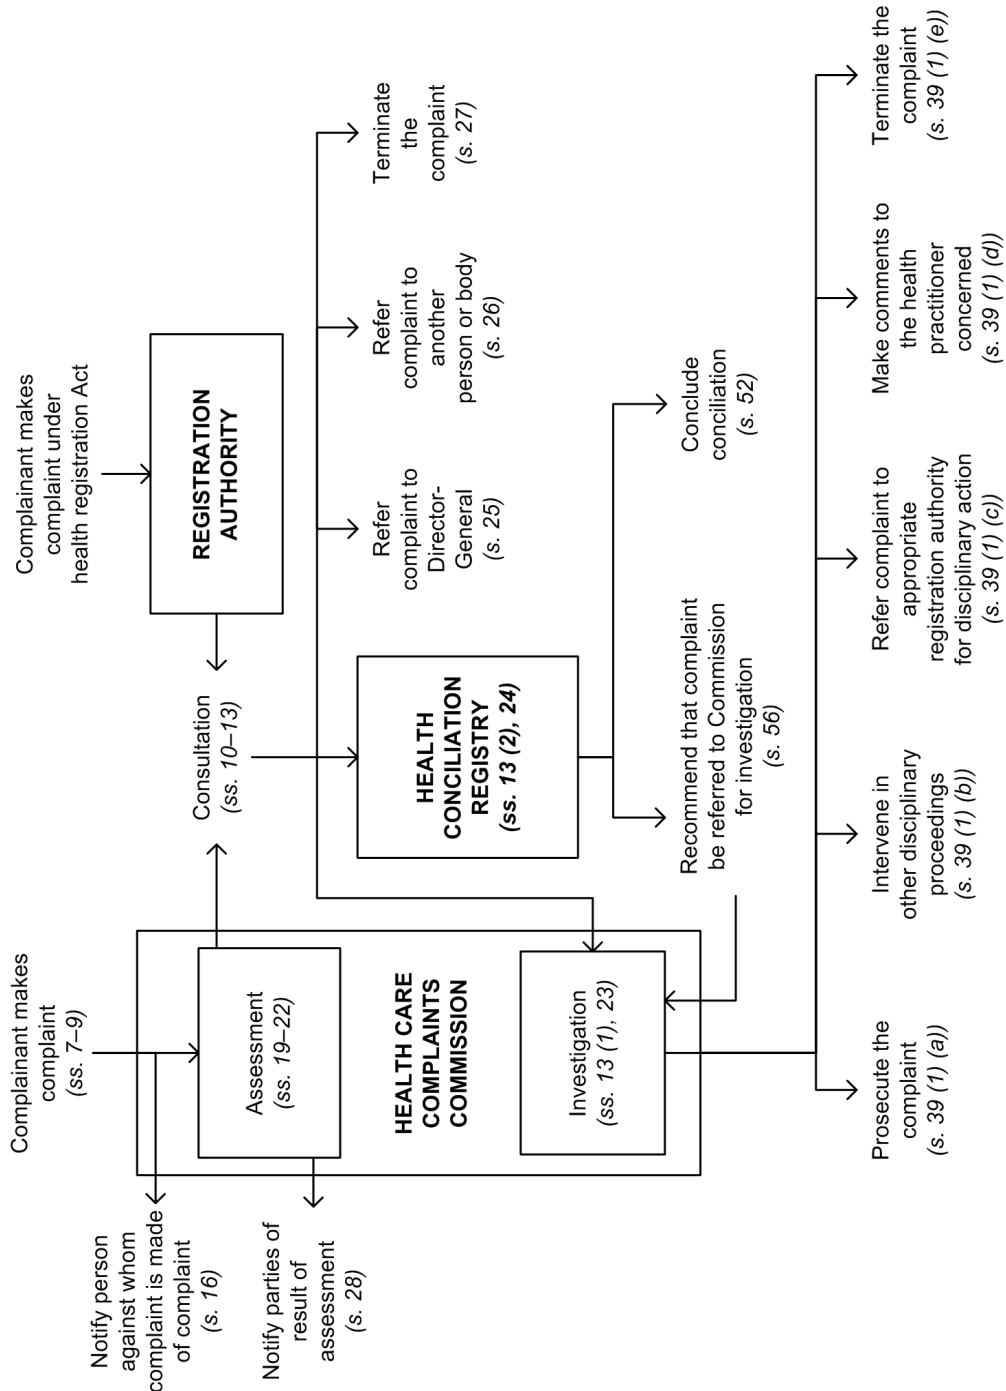 Complainant makes
complaint
(ss. 7–9)
Complainant makes
complaint under
health registration Act
Notify person
against whom
complaint is made
of complaint
(s. 16)
Assessment
(ss. 19–22)
Consultation
(ss. 10–13)
REGISTRATION
AUTHORITY
Notify parties of
result of
assessment
(s. 28)
HEALTH CARE
COMPLAINTS
COMMISSION
HEALTH
CONCILIATION
REGISTRY
(ss. 13 (2), 24)
Refer
complaint to
Director-
General
(s. 25)
Refer
complaint to
another
person or body
(s. 26)
Terminate
the
complaint
(s. 27)
Investigation
(ss. 13 (1), 23)
Recommend that complaint
be referred to Commission
for investigation
(s. 56)
Conclude
conciliation
(s. 52)
Prosecute the
complaint
(s. 39 (1) (a))
Intervene in
other disciplinary
proceedings
(s. 39 (1) (b))
Refer complaint to
appropriate
registration authority
for disciplinary action
(s. 39 (1) (c))
Make comments to
the health
practitioner
concerned
(s. 39 (1) (d))
Terminate the
complaint
(s. 39 (1) (e))